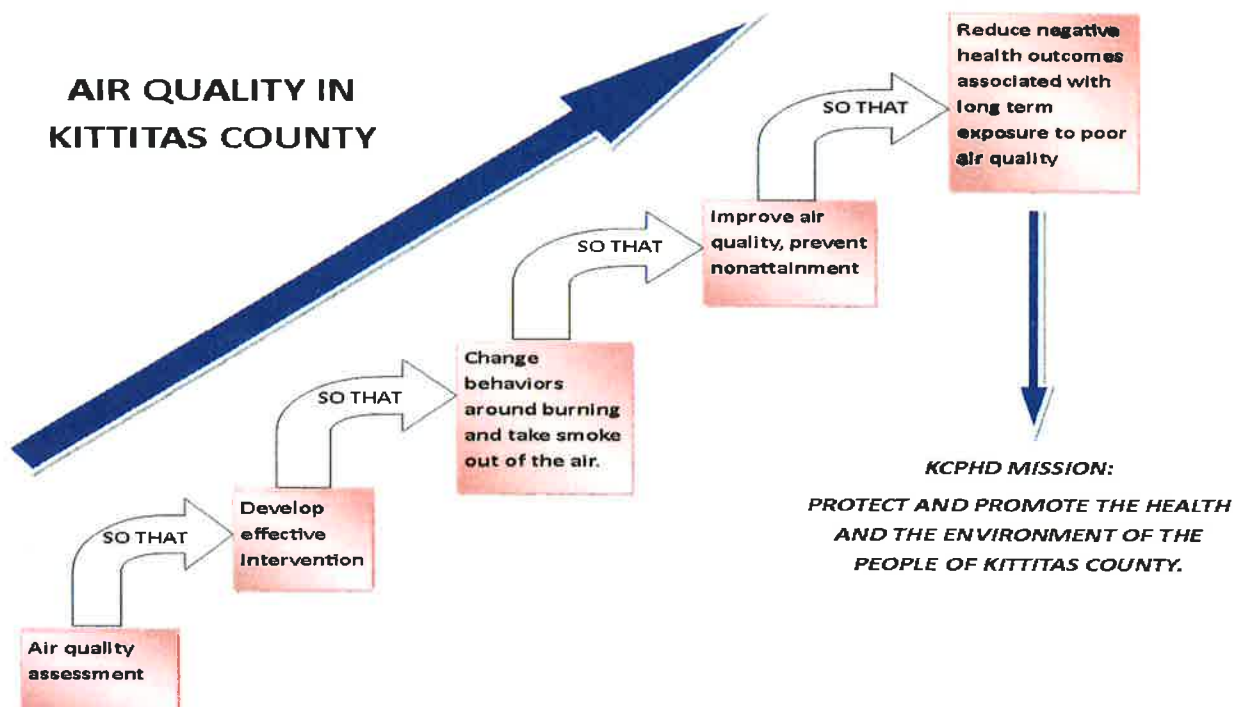 AIR QUALITY IN
KITTITAS COUNTY
Air quality
assessment
SO THAT
Develop
effective
intervention
SO THAT
Change
behaviors
around burning
and take smoke
out of the air.
SO THAT
Improve air
quality, prevent
nonattainment
SO THAT
Reduce negative
health outcomes
associated with
long term
exposure to poor
air quality
KCPHD MISSION:
PROTECT AND PROMOTE THE HEALTH
AND THE ENVIRONMENT OF THE
PEOPLE OF KITTITAS COUNTY.